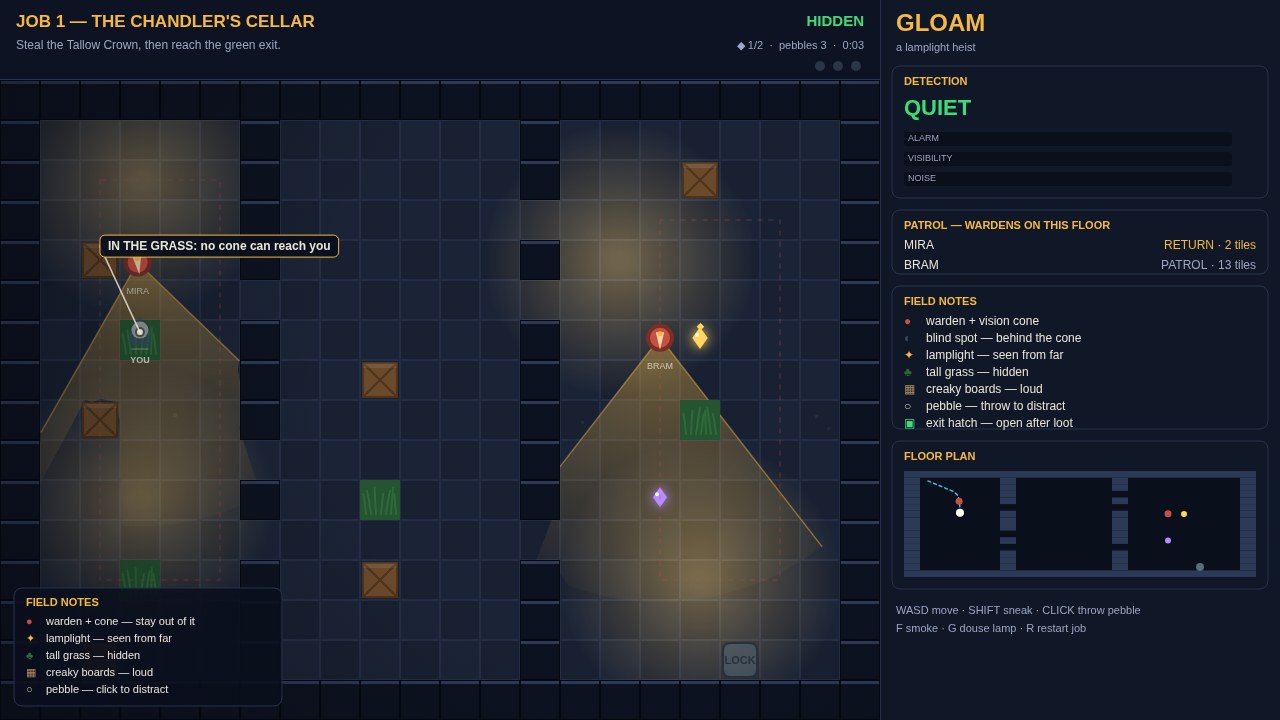 JOB 1 — THE CHANDLER'S CELLAR
HIDDEN
Steal the Tallow Crown, then reach the green exit.
◆ 1/2 · pebbles 3 · 0:03
IN THE GRASS: no cone can reach you
MIRA
YOU
BRAM
LOCK
FIELD NOTES
warden + cone — stay out of it
lamplight — seen from far
tall grass — hidden
creaky boards — loud
pebble — click to distract
GLOAM
a lamplight heist
DETECTION
QUIET
ALARM
VISIBILITY
NOISE
PATROL — WARDENS ON THIS FLOOR
MIRA RETURN · 2 tiles
BRAM PATROL · 13 tiles
FIELD NOTES
warden + vision cone
blind spot — behind the cone
lamplight — seen from far
tall grass — hidden
creaky boards — loud
pebble — throw to distract
exit hatch — open after loot
FLOOR PLAN
WASD move · SHIFT sneak · CLICK throw pebble
F smoke · G douse lamp · R restart job